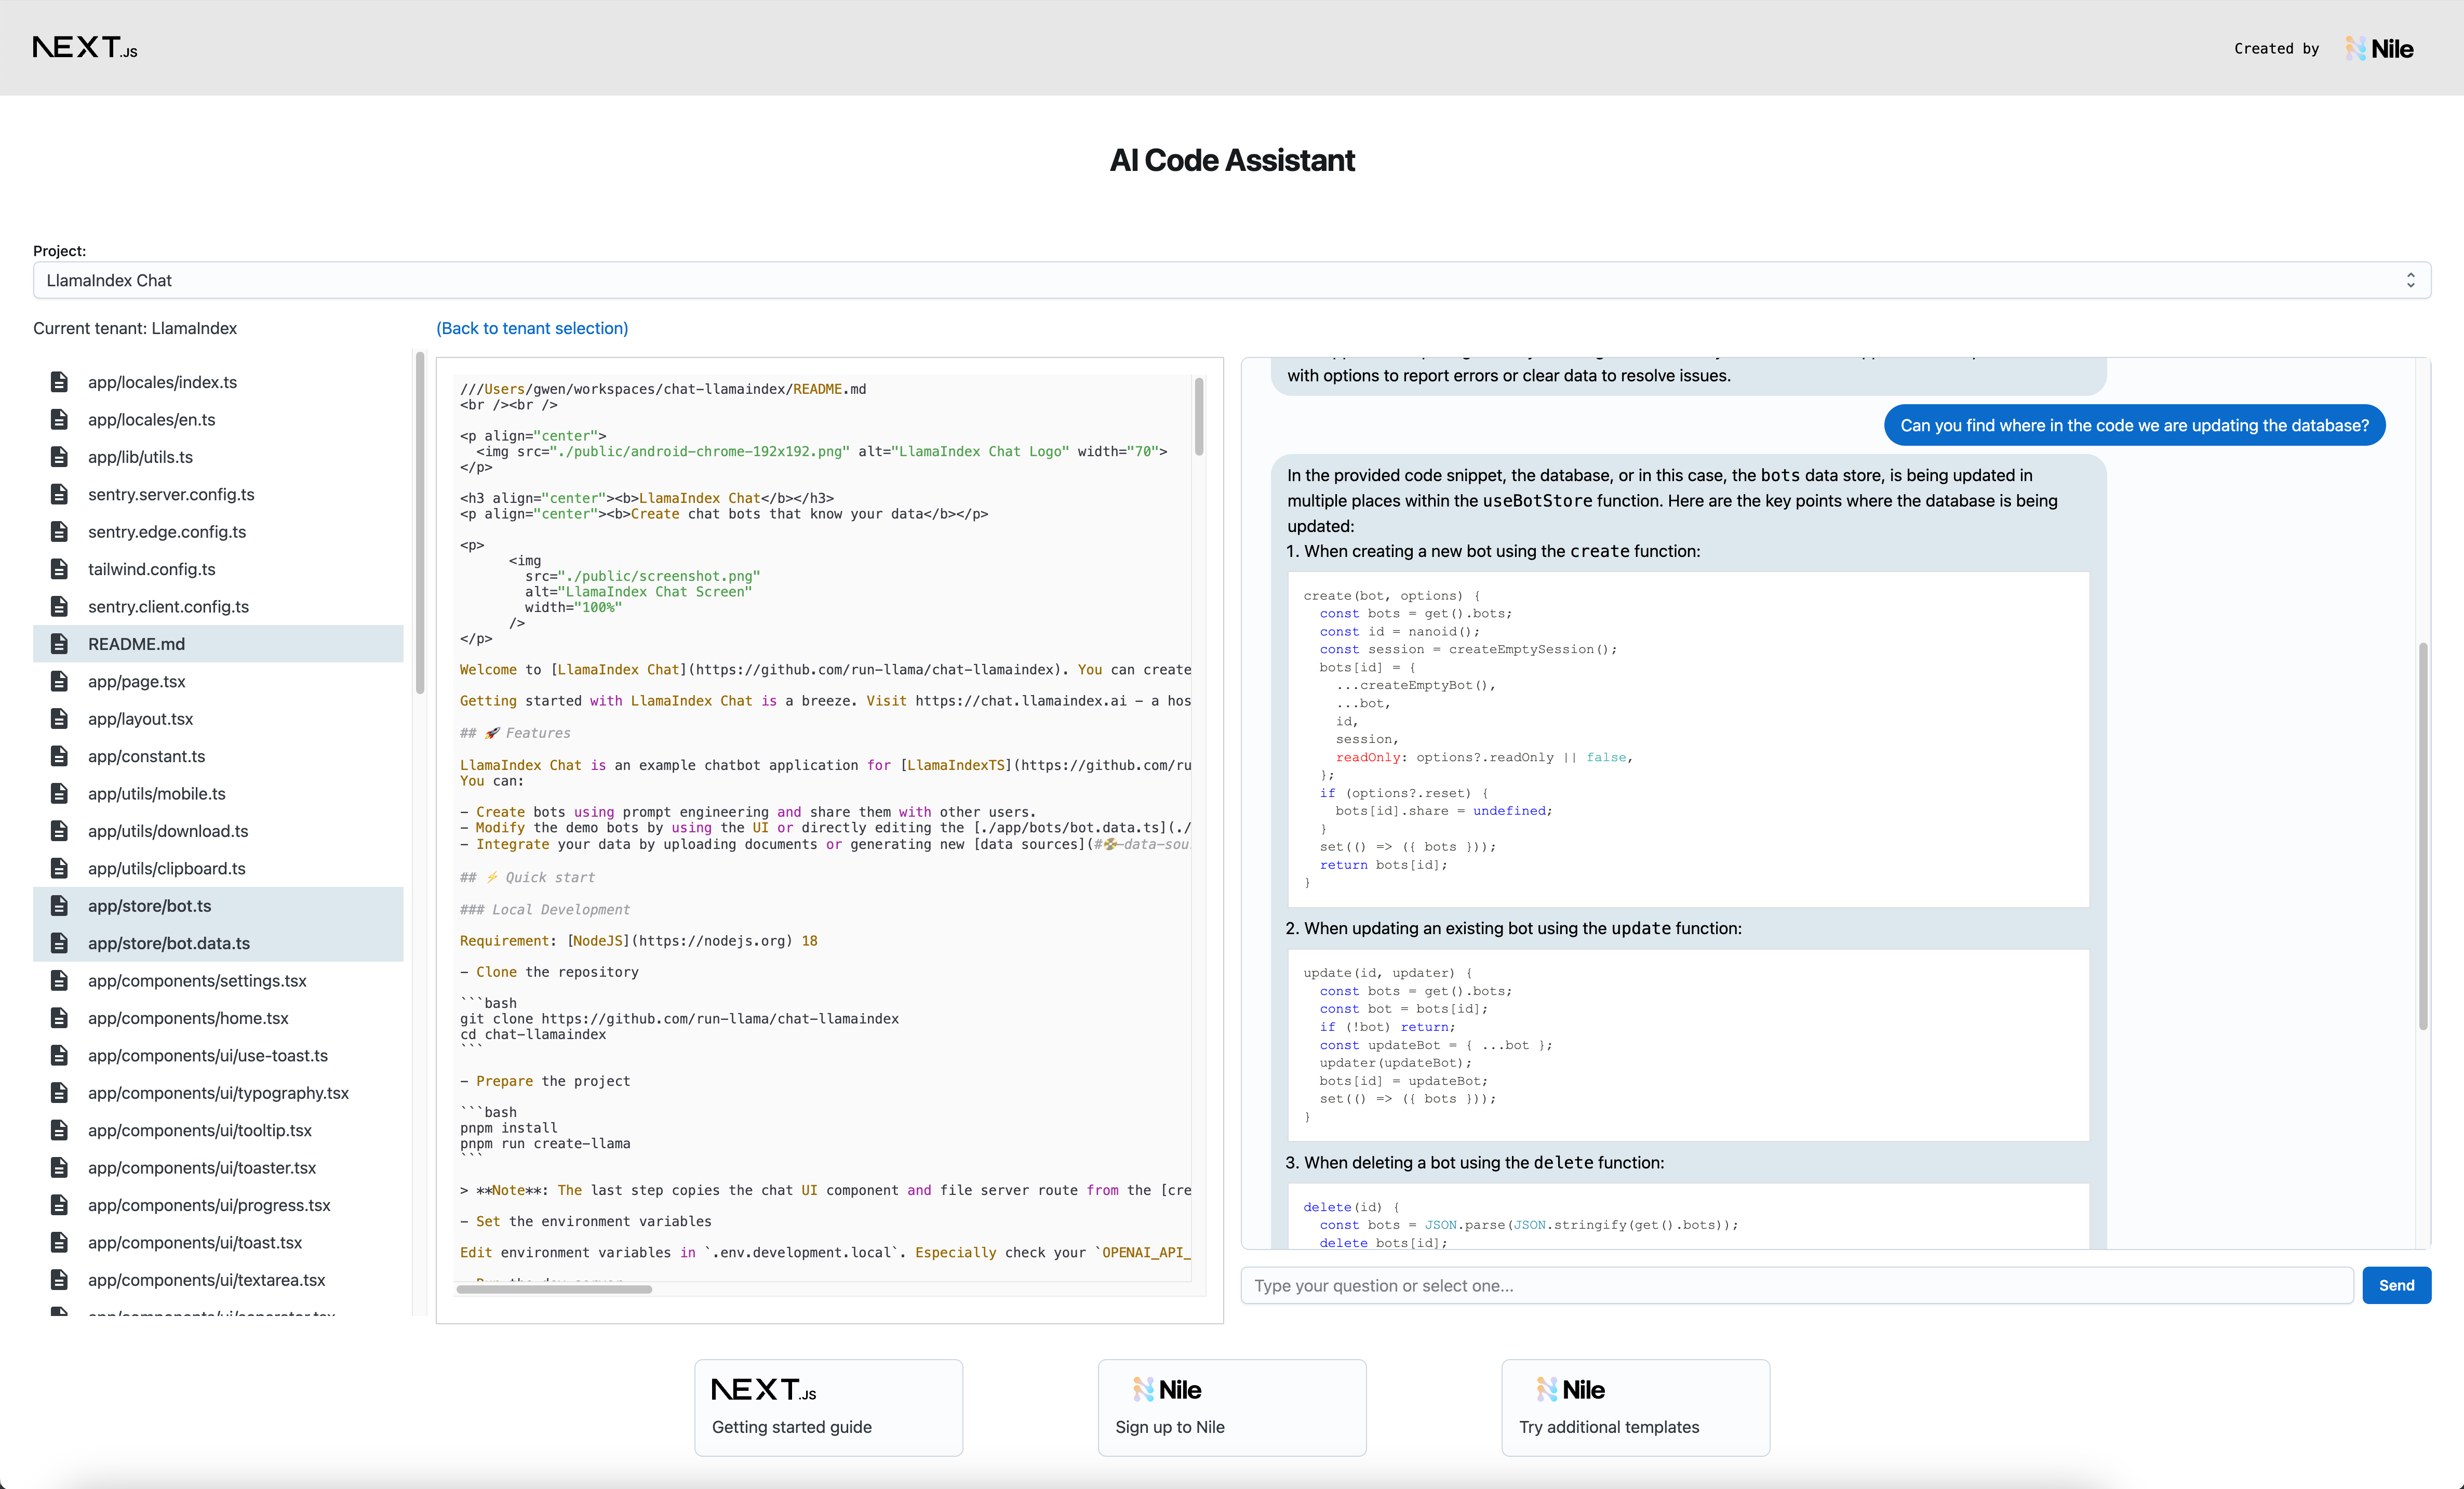 NEXT.JS
Created by
Nile
AI Code Assistant
Project:
LlamaIndex Chat
Current tenant: LlamaIndex
(Back to tenant selection)
app/locales/index.ts
app/locales/en.ts
app/lib/utils.ts
sentry.server.config.ts
sentry.edge.config.ts
tailwind.config.ts
sentry.client.config.ts
README.md
app/page.tsx
app/layout.tsx
app/constant.ts
app/utils/mobile.ts
app/utils/download.ts
app/utils/clipboard.ts
app/store/bot.ts
app/store/bot.data.ts
app/components/settings.tsx
app/components/home.tsx
app/components/ui/use-toast.ts
app/components/ui/typography.tsx
app/components/ui/tooltip.tsx
app/components/ui/toaster.tsx
app/components/ui/progress.tsx
app/components/ui/toast.tsx
app/components/ui/textarea.tsx
///Users/gwen/workspaces/chat-llamaindex/README.md
<br /><br />
<p align="center">
  <img src="./public/android-chrome-192x192.png" alt="LlamaIndex Chat Logo" width="70">
</p>
<h3 align="center"><b>LlamaIndex Chat</b></h3>
<p align="center"><b>Create chat bots that know your data</b></p>
<p>
      <img
        src="./public/screenshot.png"
        alt="LlamaIndex Chat Screen"
        width="100%"
      />
</p>
Welcome to [LlamaIndex Chat](https://github.com/run-llama/chat-llamaindex). You can create
Getting started with LlamaIndex Chat is a breeze. Visit https://chat.llamaindex.ai - a hos
## 🚀 Features
LlamaIndex Chat is an example chatbot application for [LlamaIndexTS](https://github.com/ru
You can:
- Create bots using prompt engineering and share them with other users.
- Modify the demo bots by using the UI or directly editing the [./app/bots/bot.data.ts](./
- Integrate your data by uploading documents or generating new [data sources](#-data-sou
## ⚡ Quick start
### Local Development
Requirement: [NodeJS](https://nodejs.org) 18
- Clone the repository
```bash
git clone https://github.com/run-llama/chat-llamaindex
cd chat-llamaindex
```
- Prepare the project
```bash
pnpm install
pnpm run create-llama
```
> **Note**: The last step copies the chat UI component and file server route from the [cre
- Set the environment variables
Edit environment variables in `.env.development.local`. Especially check your `OPENAI_API_
with options to report errors or clear data to resolve issues.
Can you find where in the code we are updating the database?
In the provided code snippet, the database, or in this case, the bots data store, is being updated in
multiple places within the useBotStore function. Here are the key points where the database is being
updated:
1. When creating a new bot using the create function:
create(bot, options) {
  const bots = get().bots;
  const id = nanoid();
  const session = createEmptySession();
  bots[id] = {
    ...createEmptyBot(),
    ...bot,
    id,
    session,
    readOnly: options?.readOnly || false,
  };
  if (options?.reset) {
    bots[id].share = undefined;
  }
  set(() => ({ bots }));
  return bots[id];
}
2. When updating an existing bot using the update function:
update(id, updater) {
  const bots = get().bots;
  const bot = bots[id];
  if (!bot) return;
  const updateBot = { ...bot };
  updater(updateBot);
  bots[id] = updateBot;
  set(() => ({ bots }));
}
3. When deleting a bot using the delete function:
delete(id) {
  const bots = JSON.parse(JSON.stringify(get().bots));
  delete bots[id];
Type your question or select one...
Send
NEXT.JS
Getting started guide
Nile
Sign up to Nile
Nile
Try additional templates